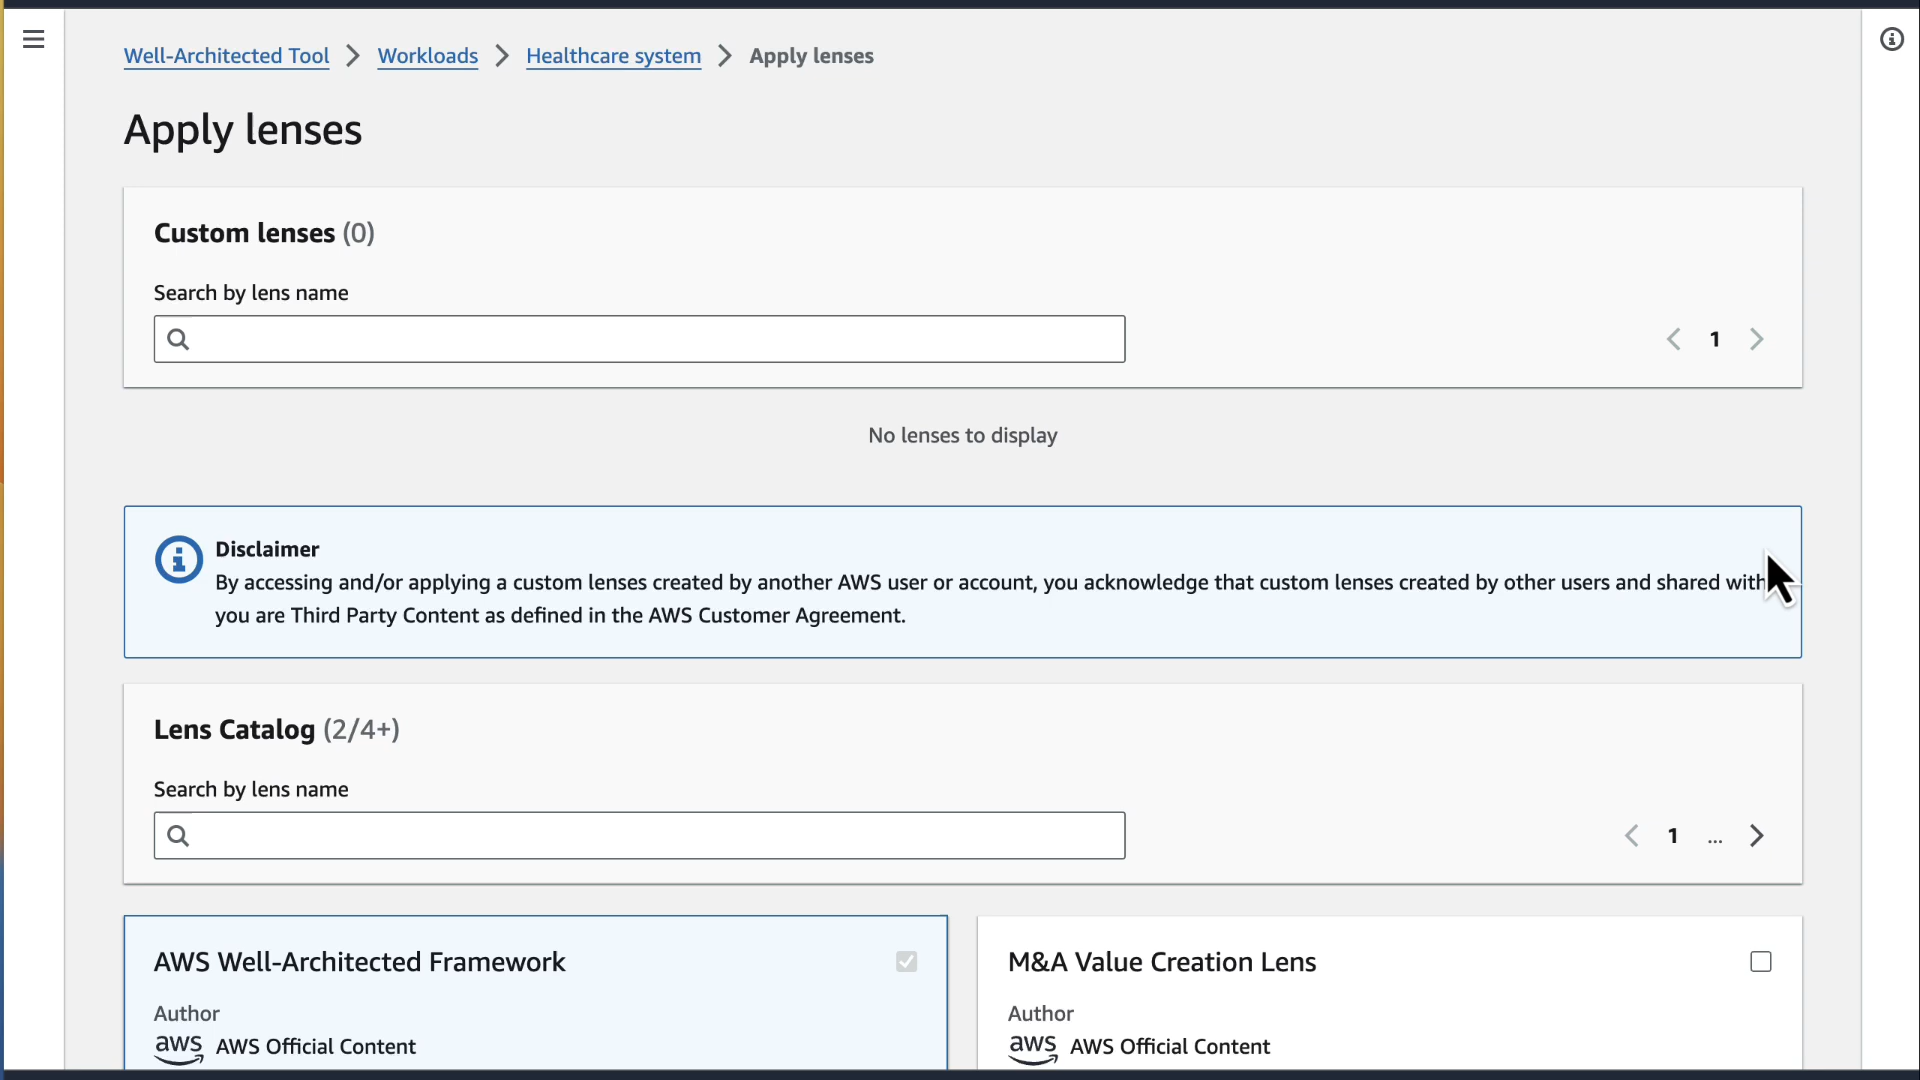 Well-Architected Tool > Workloads > Healthcare system > Apply lenses
Apply lenses
Custom lenses (0)
Search by lens name
1
No lenses to display
Disclaimer
By accessing and/or applying a custom lenses created by another AWS user or account, you acknowledge that custom lenses created by other users and shared with
you are Third Party Content as defined in the AWS Customer Agreement.
Lens Catalog (2/4+)
Search by lens name
1 ...
AWS Well-Architected Framework
Author
aws AWS Official Content
M&A Value Creation Lens
Author
aws AWS Official Content